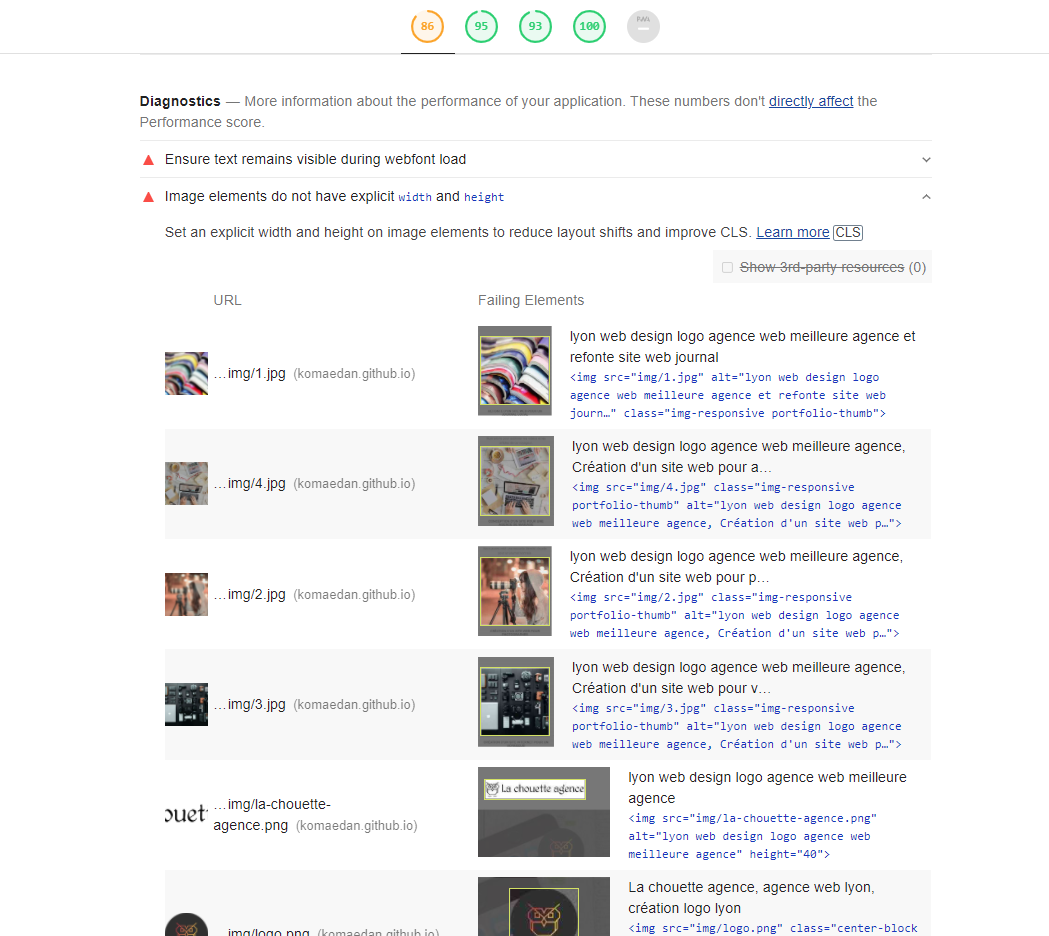 86 95 93 100 PWA
Diagnostics — More information about the performance of your application. These numbers don't directly affect the
Performance score.
Ensure text remains visible during webfont load
Image elements do not have explicit width and height
Set an explicit width and height on image elements to reduce layout shifts and improve CLS. Learn more CLS
Show 3rd-party resources (0)
URL Failing Elements
lyon web design logo agence web meilleure agence et
refonte site web journal
…img/1.jpg (komaedan.github.io)
<img src="img/1.jpg" alt="lyon web design logo
agence web meilleure agence et refonte site web
journ…" class="img-responsive portfolio-thumb">
lyon web design logo agence web meilleure agence,
Création d'un site web pour a…
…img/4.jpg (komaedan.github.io)
<img src="img/4.jpg" class="img-responsive
portfolio-thumb" alt="lyon web design logo agence
web meilleure agence, Création d'un site web p…">
lyon web design logo agence web meilleure agence,
Création d'un site web pour p…
…img/2.jpg (komaedan.github.io)
<img src="img/2.jpg" class="img-responsive
portfolio-thumb" alt="lyon web design logo agence
web meilleure agence, Création d'un site web p…">
lyon web design logo agence web meilleure agence,
Création d'un site web pour v…
…img/3.jpg (komaedan.github.io)
<img src="img/3.jpg" class="img-responsive
portfolio-thumb" alt="lyon web design logo agence
web meilleure agence, Création d'un site web p…">
lyon web design logo agence web meilleure
agence
La chouette agence
…img/la-chouette-
agence.png (komaedan.github.io)
<img src="img/la-chouette-agence.png"
alt="lyon web design logo agence web
meilleure agence" height="40">
La chouette agence, agence web lyon,
création logo lyon
…img/logo.png (komaedan.github.io)
<img src="img/logo.png" class="center-block